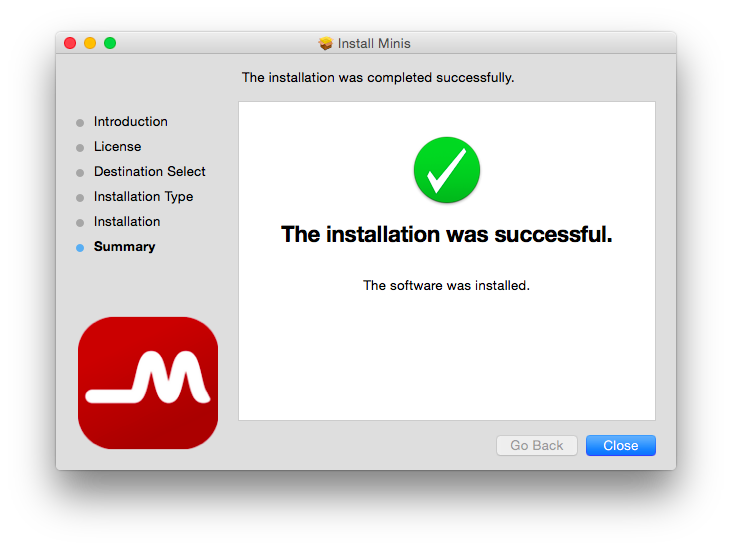 Install Minis
The installation was completed successfully.
Introduction
License
Destination Select
Installation Type
Installation
Summary
The installation was successful.
The software was installed.
Go Back
Close